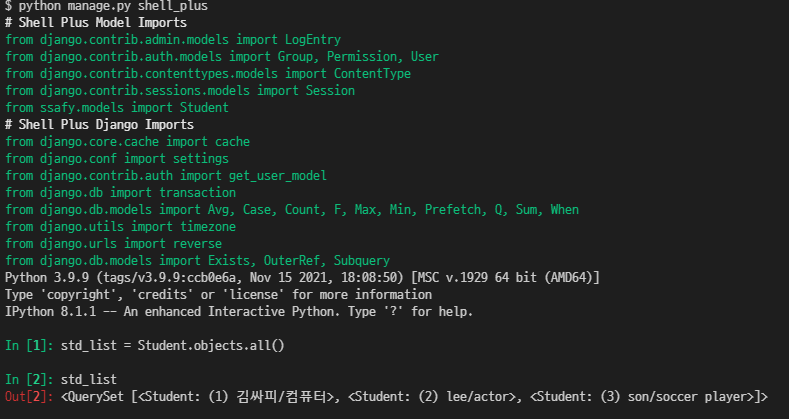 $ python manage.py shell_plus
# Shell Plus Model Imports
from django.contrib.admin.models import LogEntry
from django.contrib.auth.models import Group, Permission, User
from django.contrib.contenttypes.models import ContentType
from django.contrib.sessions.models import Session
from ssafy.models import Student
# Shell Plus Django Imports
from django.core.cache import cache
from django.conf import settings
from django.contrib.auth import get_user_model
from django.db import transaction
from django.db.models import Avg, Case, Count, F, Max, Min, Prefetch, Q, Sum, When
from django.utils import timezone
from django.urls import reverse
from django.db.models import Exists, OuterRef, Subquery
Python 3.9.9 (tags/v3.9.9:ccb0e6a, Nov 15 2021, 18:08:50) [MSC v.1929 64 bit (AMD64)]
Type 'copyright', 'credits' or 'license' for more information
IPython 8.1.1 -- An enhanced Interactive Python. Type '?' for help.
In [1]: std_list = Student.objects.all()
In [2]: std_list
Out[2]: <QuerySet [<Student: (1) 김싸피/컴퓨터>, <Student: (2) lee/actor>, <Student: (3) son/soccer player>]>